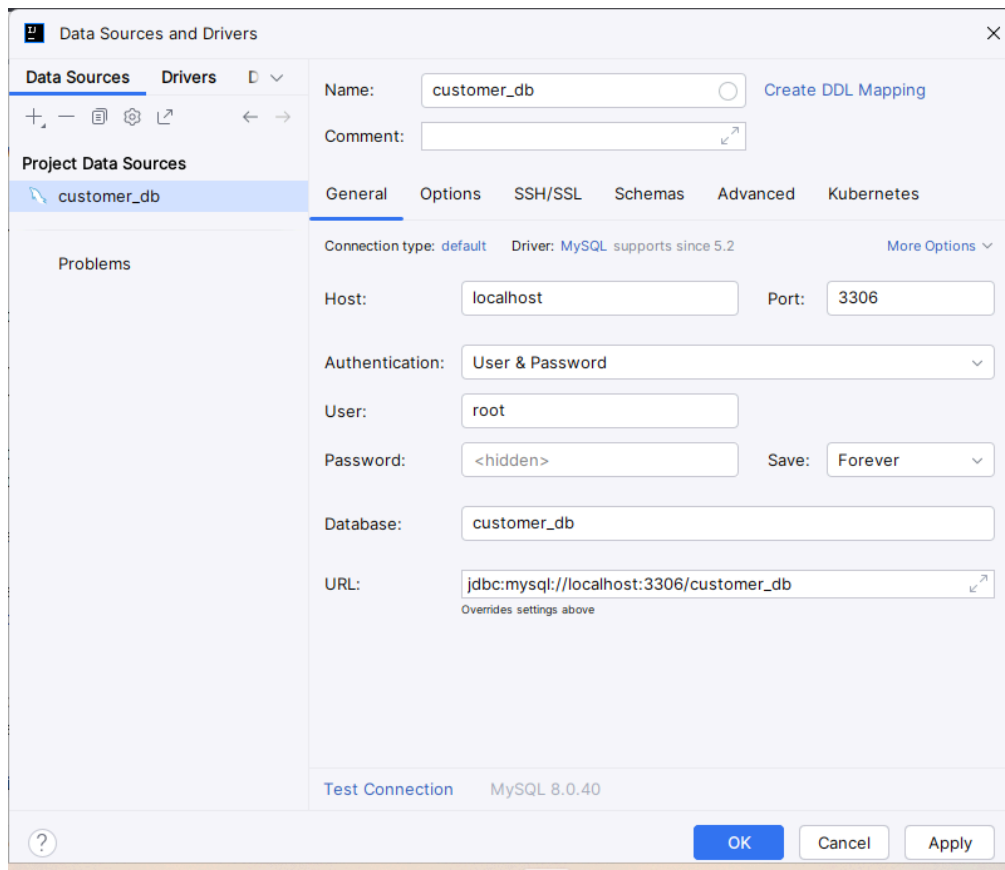 Data Sources and Drivers
Data Sources Drivers D
Project Data Sources
customer_db
Problems
Name: customer_db Create DDL Mapping
Comment:
General Options SSH/SSL Schemas Advanced Kubernetes
Connection type: default Driver: MySQL supports since 5.2 More Options
Host: localhost Port: 3306
Authentication: User & Password
User: root
Password: <hidden> Save: Forever
Database: customer_db
URL: jdbc:mysql://localhost:3306/customer_db
Overrides settings above
Test Connection MySQL 8.0.40
? OK Cancel Apply